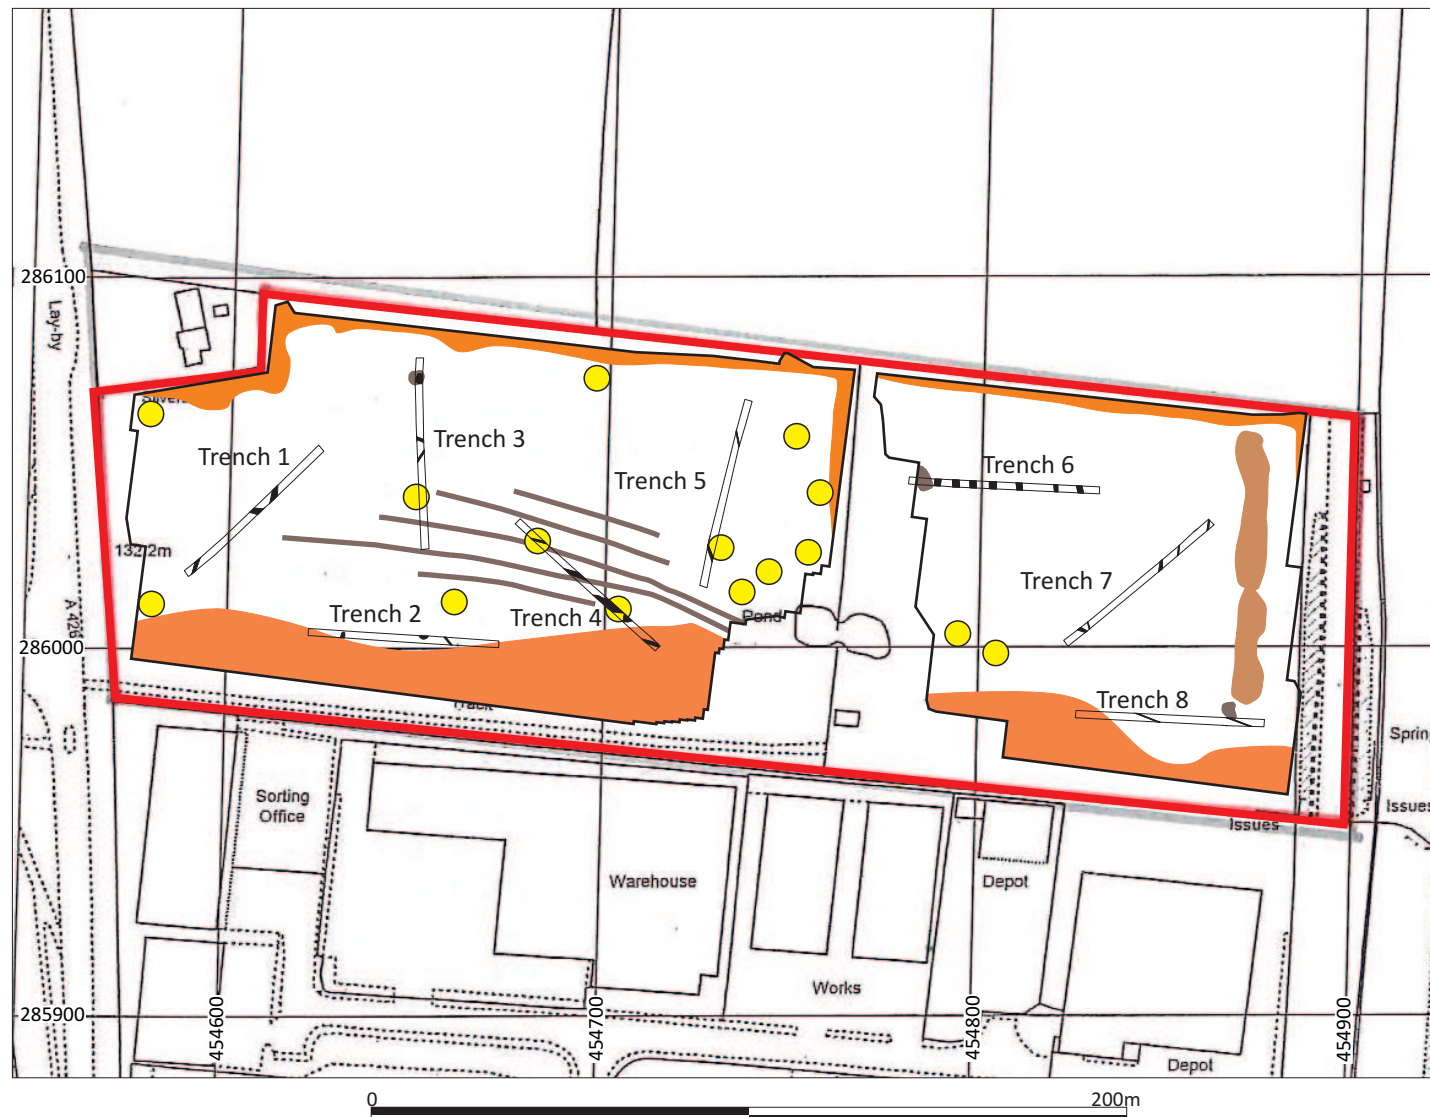 286100
Lay-by
Trench 1
Trench 3
Trench 5
Trench 6
132.2m
Trench 7
A 426
Trench 2
Trench 4
Pond
286000
Track
Trench 8
Spring
Issues
Issues
Sorting
Office
Warehouse
Depot
Works
285900
454600
454700
454800
454900
Depot
0
200m